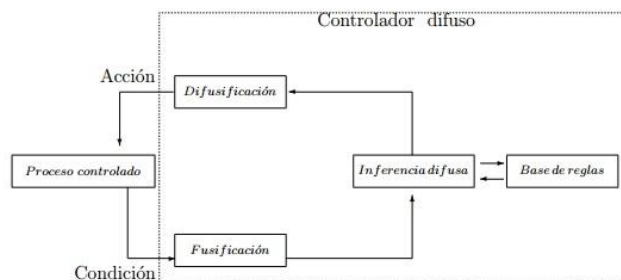 Controlador difuso
Acción
Difusificación
Proceso controlado
Inferencia difusa
Base de reglas
Fusificación
Condición